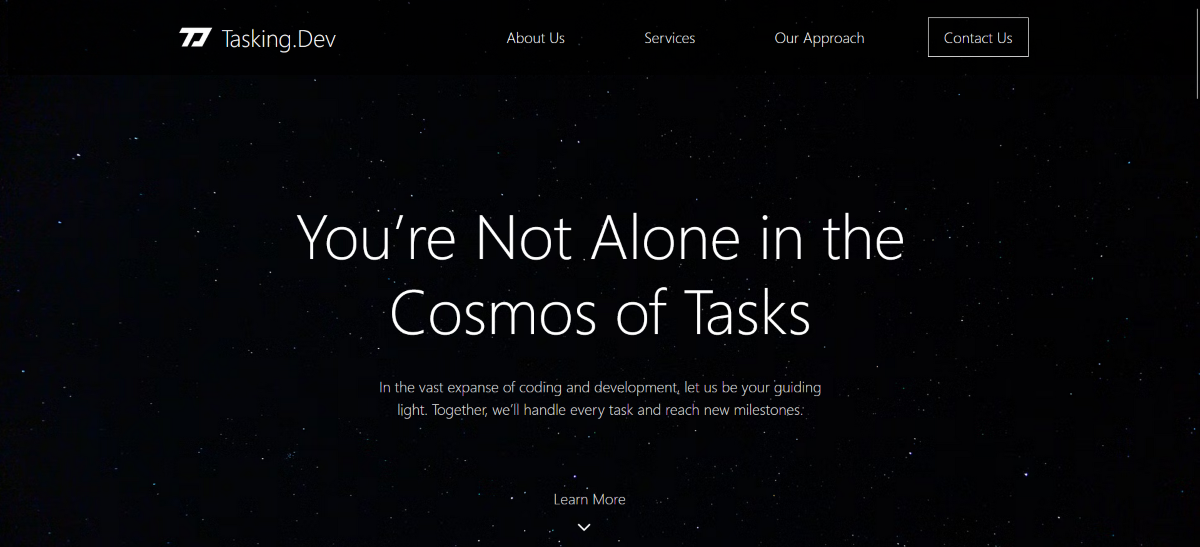 Tasking.Dev
About Us
Services
Our Approach
Contact Us
You’re Not Alone in the
Cosmos of Tasks
In the vast expanse of coding and development, let us be your guiding
light. Together, we’ll handle every task and reach new milestones.
Learn More